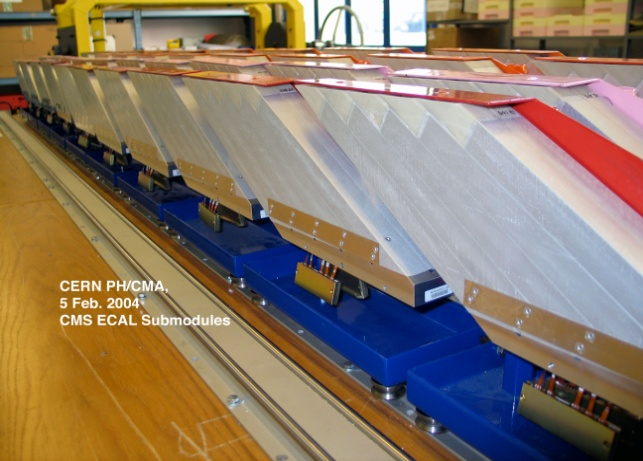 CERN PH/CMA,
5 Feb. 2004
CMS ECAL Submodules